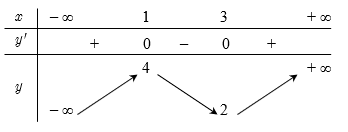 x − ∞ 1 3 + ∞
y′ + 0 − 0 +
4 + ∞
y
− ∞ 2